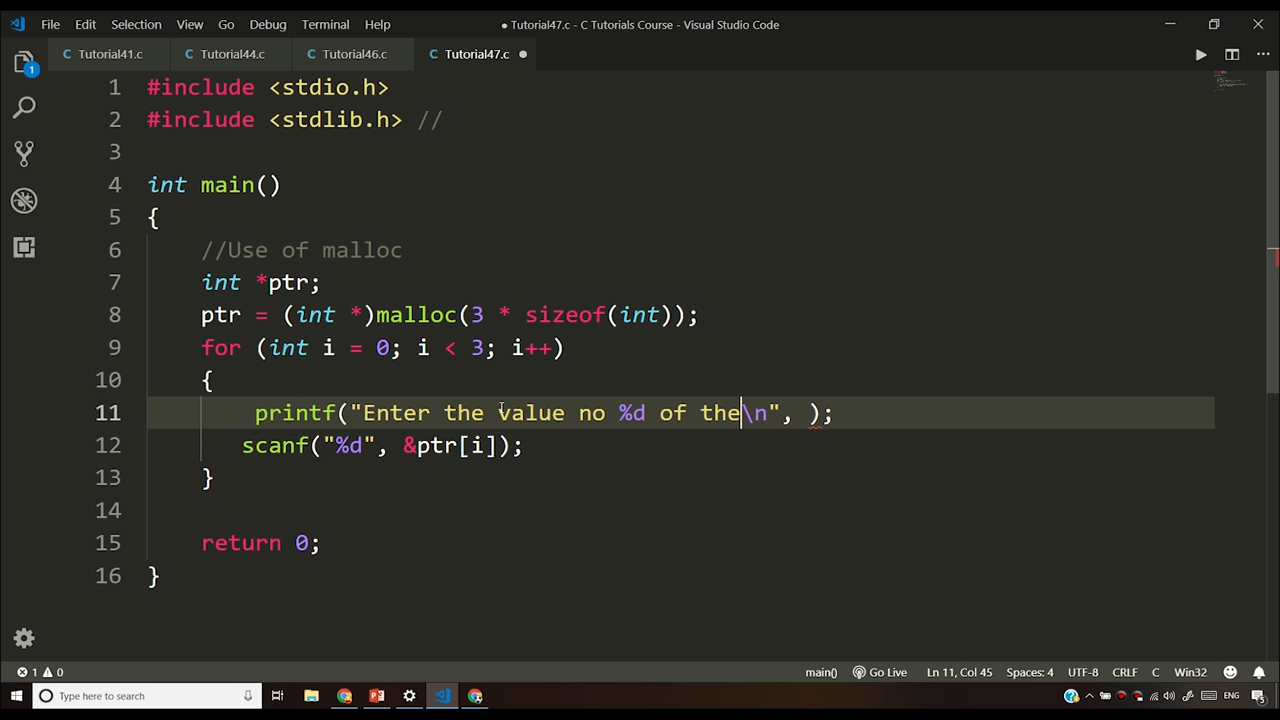 File Edit Selection View Go Debug Terminal Help ● Tutorial47.c - C Tutorials Course - Visual Studio Code
C Tutorial41.c C Tutorial44.c C Tutorial46.c C Tutorial47.c ●
1 #include <stdio.h>
2 #include <stdlib.h> //
3
4 int main()
5 {
6 //Use of malloc
7 int *ptr;
8 ptr = (int *)malloc(3 * sizeof(int));
9 for (int i = 0; i < 3; i++)
10 {
11 printf("Enter the value no %d of the\n", );
12 scanf("%d", &ptr[i]);
13 }
14
15 return 0;
16 }
1
1 0 main() Go Live Ln 11, Col 45 Spaces: 4 UTF-8 CRLF C Win32
Type here to search ENG 5